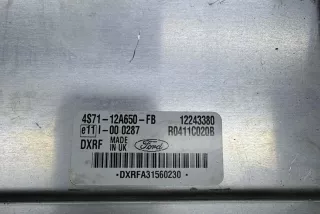 4S71-12A650-FB 12243380
e11 I-00 0287 R0411C020B
DXRF MADE IN UK Ford
-DXRFA31560230-